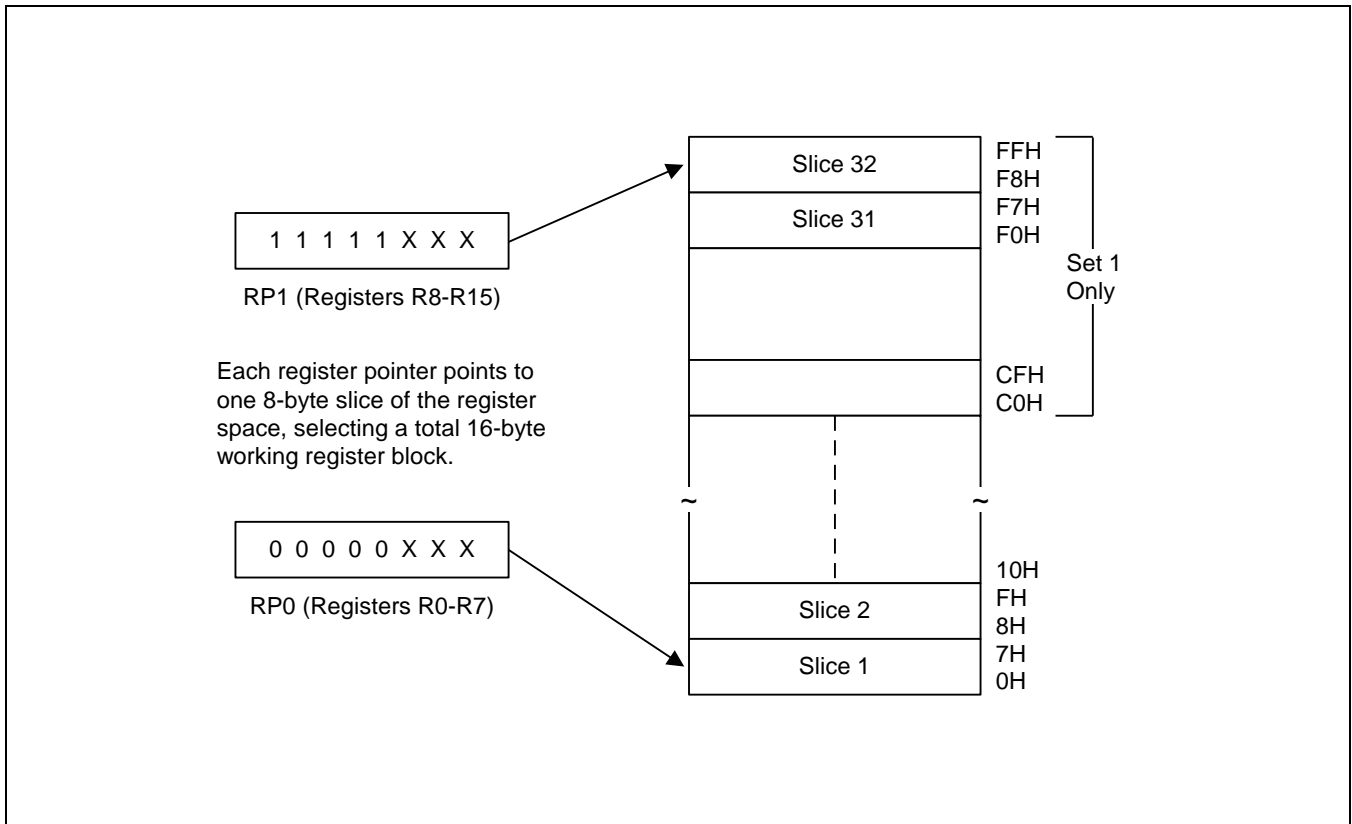 Slice 32
Slice 31
FFH
F8H
F7H
F0H
Set 1
Only
1 1 1 1 1 X X X
RP1 (Registers R8-R15)
Each register pointer points to
one 8-byte slice of the register
space, selecting a total 16-byte
working register block.
CFH
C0H
~ ~
0 0 0 0 0 X X X
RP0 (Registers R0-R7)
Slice 2
Slice 1
10H
FH
8H
7H
0H